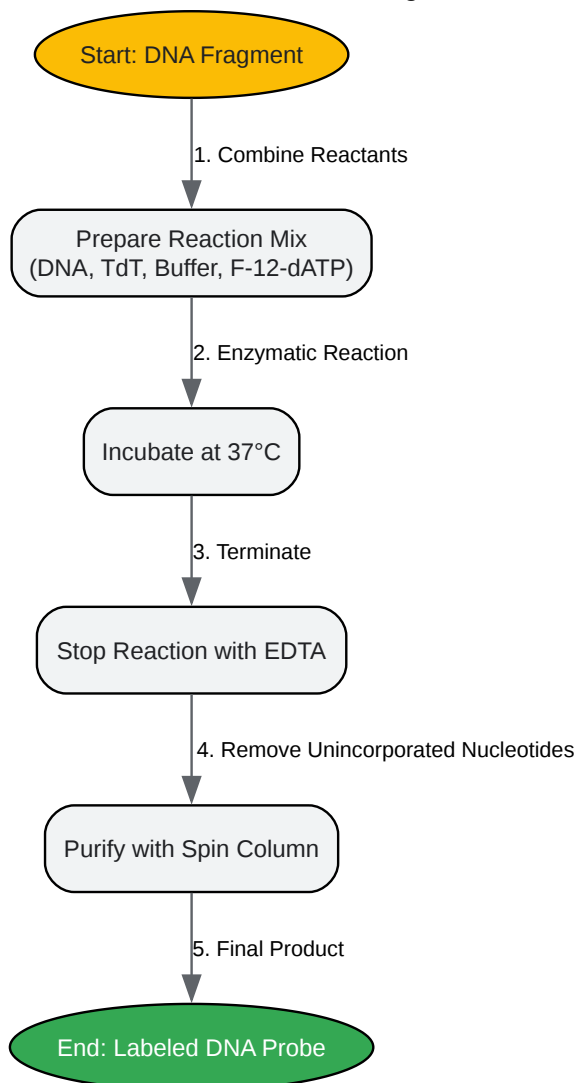 Start: DNA Fragment
1. Combine Reactants
Prepare Reaction Mix
(DNA, TdT, Buffer, F-12-dATP)
2. Enzymatic Reaction
Incubate at 37°C
3. Terminate
Stop Reaction with EDTA
4. Remove Unincorporated Nucleotides
Purify with Spin Column
5. Final Product
End: Labeled DNA Probe